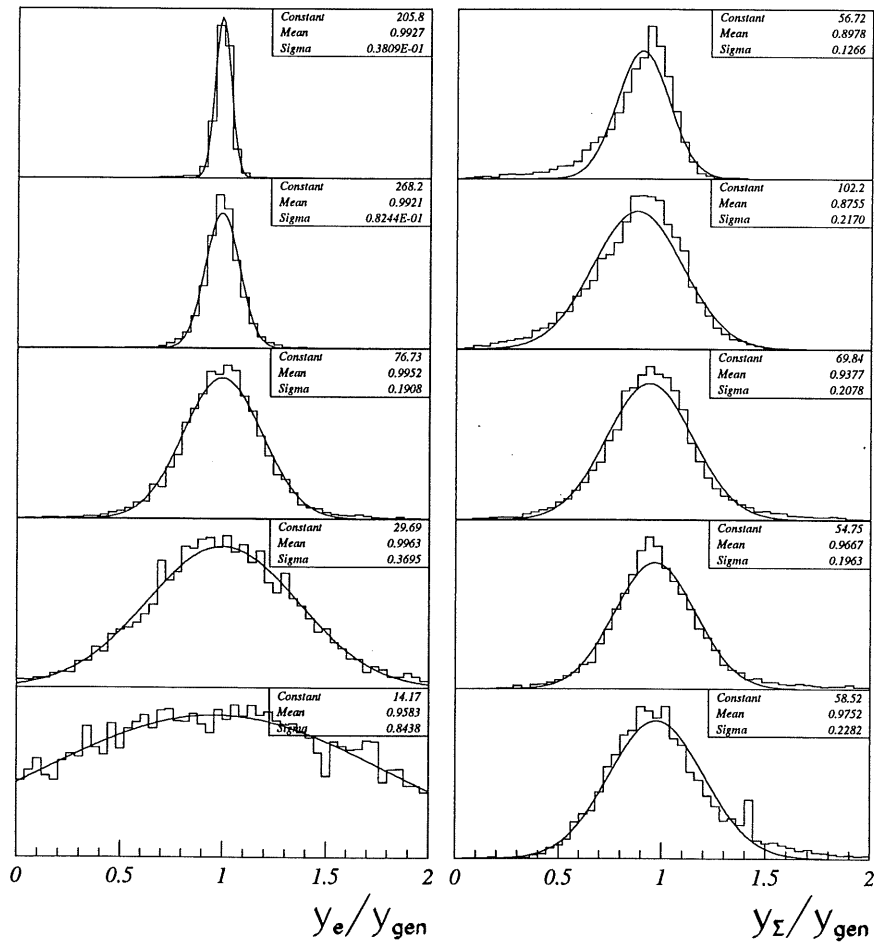 Constant 205.8
Mean 0.9927
Sigma 0.3809E-01
Constant 268.2
Mean 0.9921
Sigma 0.8244E-01
Constant 76.73
Mean 0.9952
Sigma 0.1908
Constant 29.69
Mean 0.9963
Sigma 0.3695
Constant 14.17
Mean 0.9583
Sigma 0.8438
0 0.5 1 1.5 2
y_e/y_gen
Constant 56.72
Mean 0.8978
Sigma 0.1266
Constant 102.2
Mean 0.8755
Sigma 0.2170
Constant 69.84
Mean 0.9377
Sigma 0.2078
Constant 54.75
Mean 0.9667
Sigma 0.1963
Constant 58.52
Mean 0.9752
Sigma 0.2282
0 0.5 1 1.5 2
y_Σ/y_gen